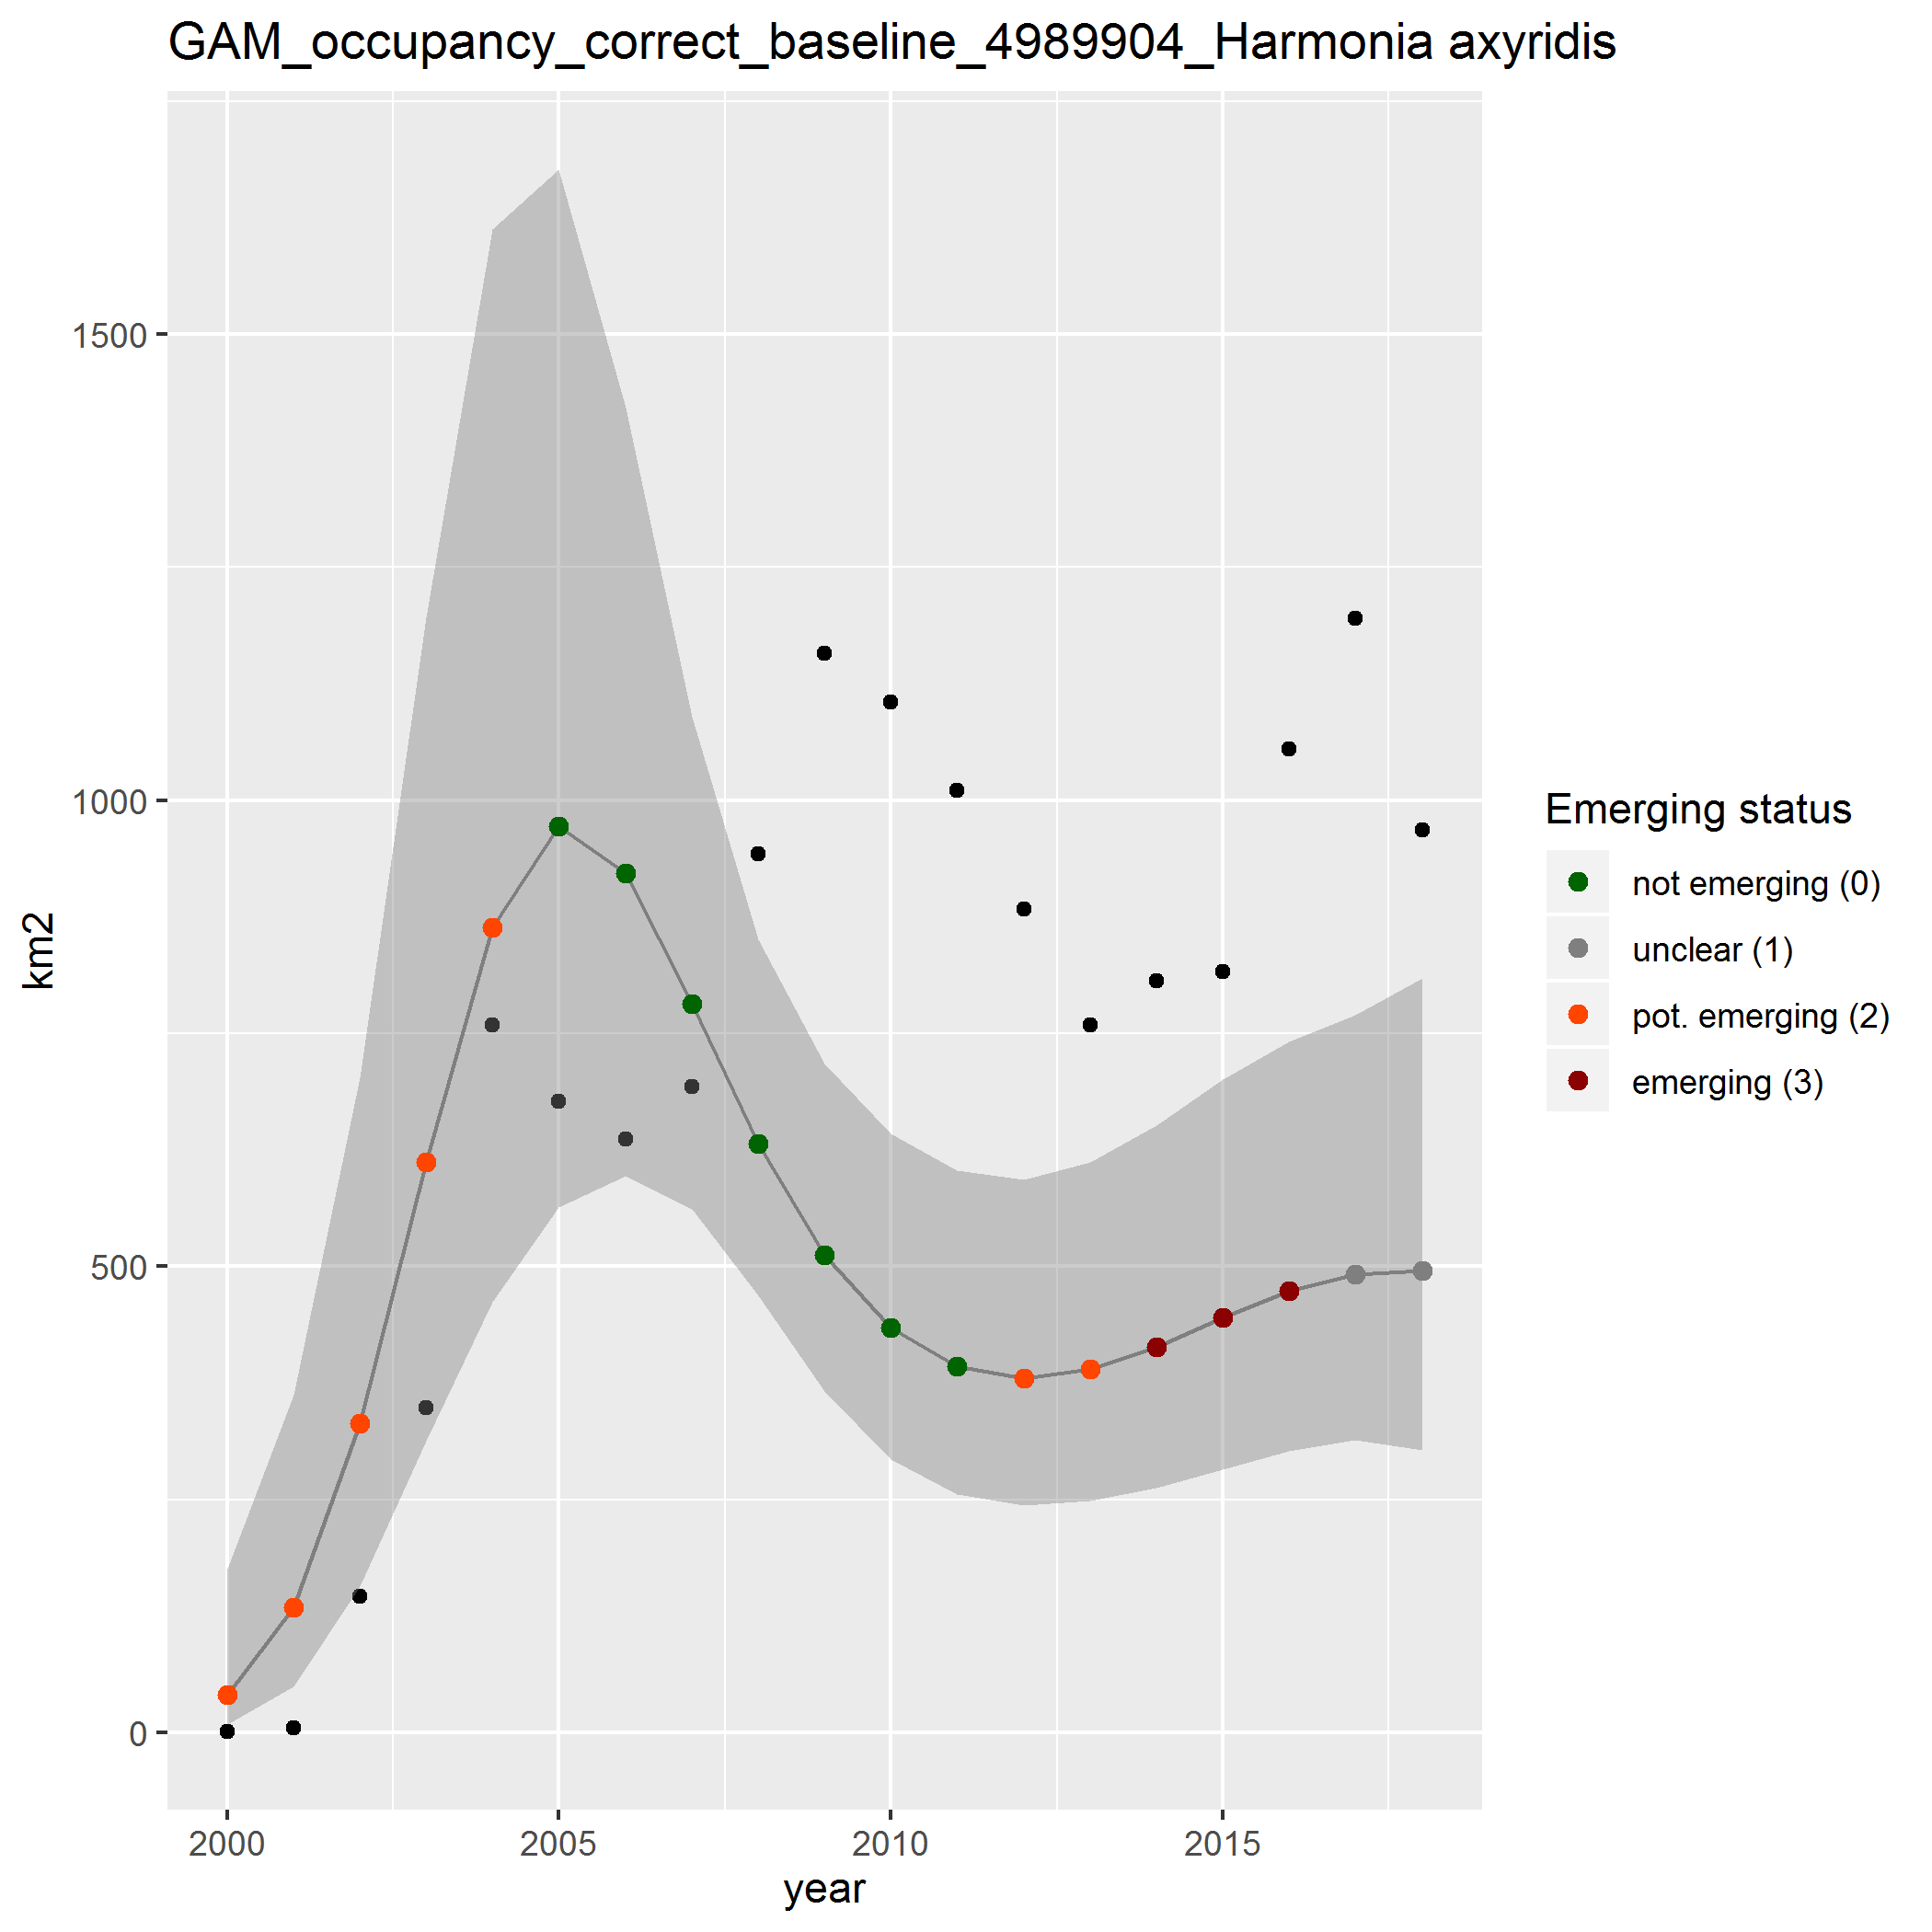 GAM_occupancy_correct_baseline_4989904_Harmonia axyridis
1500
1000
500
0
km2
2000 2005 2010 2015
year
Emerging status
not emerging (0)
unclear (1)
pot. emerging (2)
emerging (3)